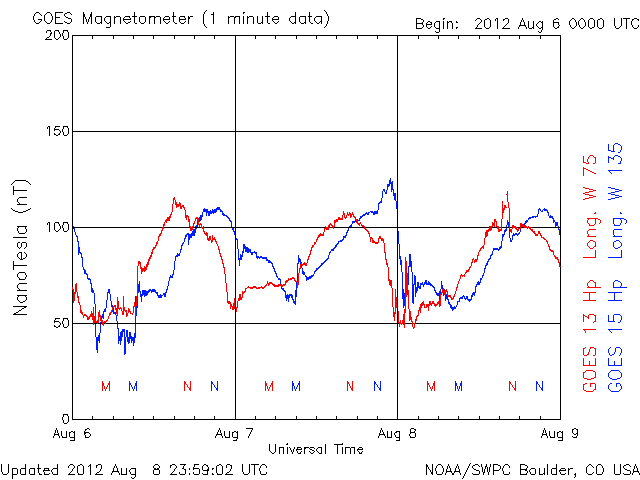 GOES Magnetometer (1 minute data)
Begin: 2012 Aug 6 0000 UTC
200
150
100
50
0
NanoTesla (nT)
M M N N M M N N M M N N
Aug 6 Aug 7 Aug 8 Aug 9
Universal Time
GOES 13 Hp Long. W 75
GOES 15 Hp Long. W 135
Updated 2012 Aug 8 23:59:02 UTC
NOAA/SWPC Boulder, CO USA